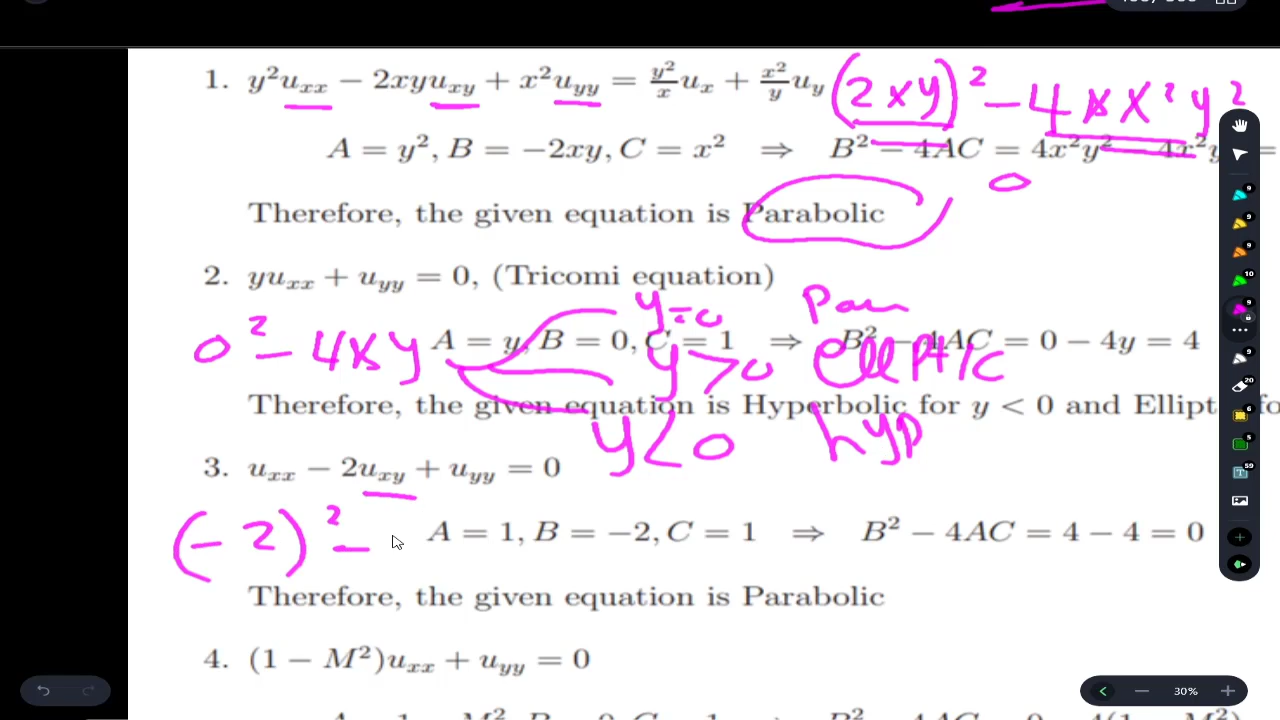 1. y²u_xx − 2xyu_xy + x²u_yy = y²/x u_x + x²/y u_y (2xy)² − 4xx²y²
A = y², B = −2xy, C = x² ⇒ B² − 4AC = 4x²y² − 4x²y =
0
Therefore, the given equation is Parabolic
2. yu_xx + u_yy = 0, (Tricomi equation)
y=0 Par
0² − 4xy A = y, B = 0, C = 1 ⇒ B² − 4AC = 0 − 4y = 4
y>0 elliptic
Therefore, the given equation is Hyperbolic for y < 0 and Ellipt fo
y<0 hyp
3. u_xx − 2u_xy + u_yy = 0
(−2)² − A = 1, B = −2, C = 1 ⇒ B² − 4AC = 4 − 4 = 0
Therefore, the given equation is Parabolic
4. (1 − M²)u_xx + u_yy = 0
30%